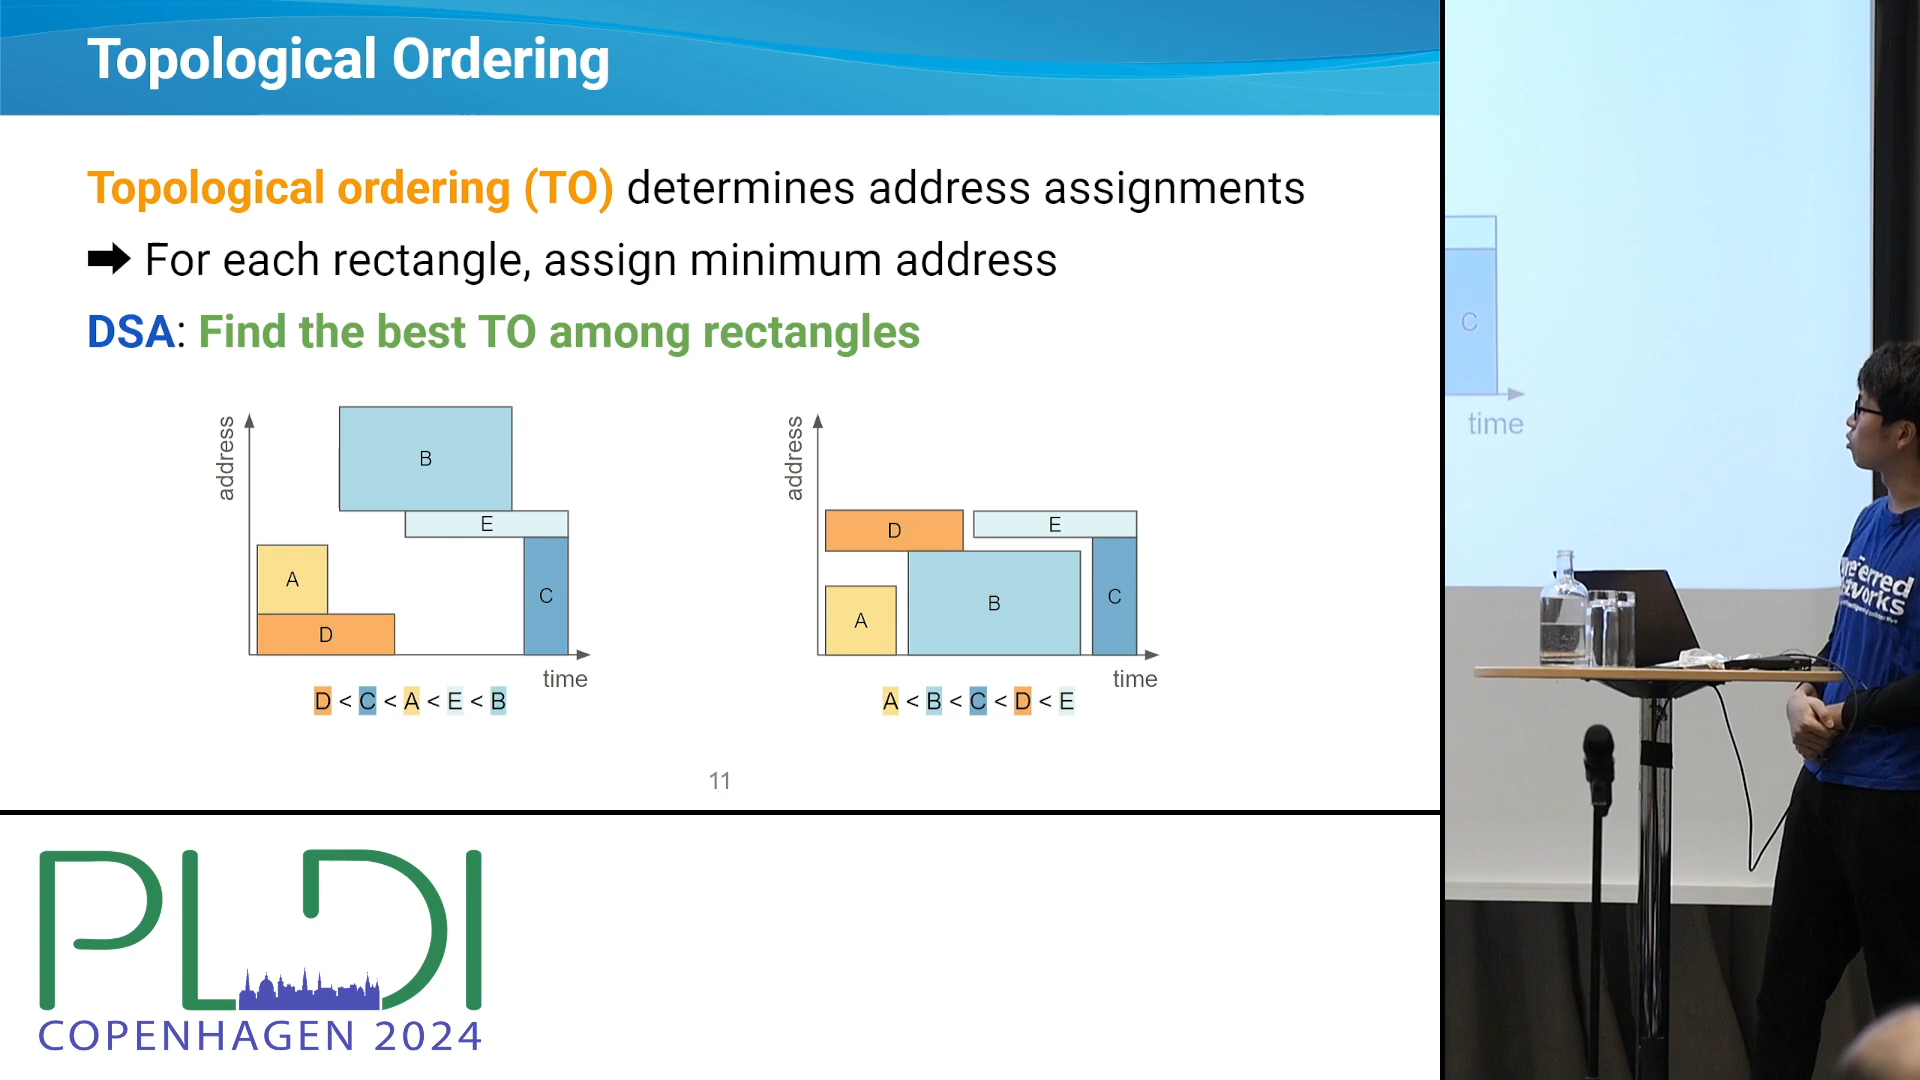 Topological Ordering
Topological ordering (TO) determines address assignments
➡ For each rectangle, assign minimum address
DSA: Find the best TO among rectangles
address
B
E
A
C
D
time
D < C < A < E < B
address
D
E
A
B
C
time
A < B < C < D < E
11
C
time
PLDI
COPENHAGEN 2024